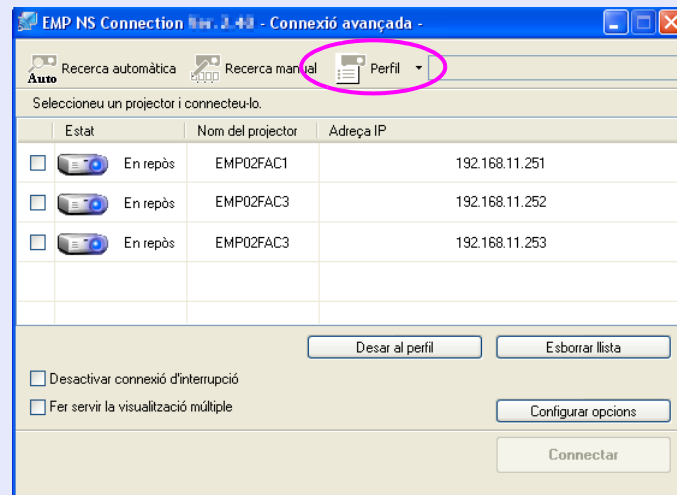 EMP NS Connection - Connexió avançada -
Auto Recerca automàtica Recerca manual Perfil
Seleccioneu un projector i connecteu-lo.
Estat Nom del projector Adreça IP
En repòs EMP02FAC1 192.168.11.251
En repòs EMP02FAC3 192.168.11.252
En repòs EMP02FAC3 192.168.11.253
Desar al perfil Esborrar llista
Desactivar connexió d'interrupció
Fer servir la visualització múltiple
Configurar opcions
Connectar